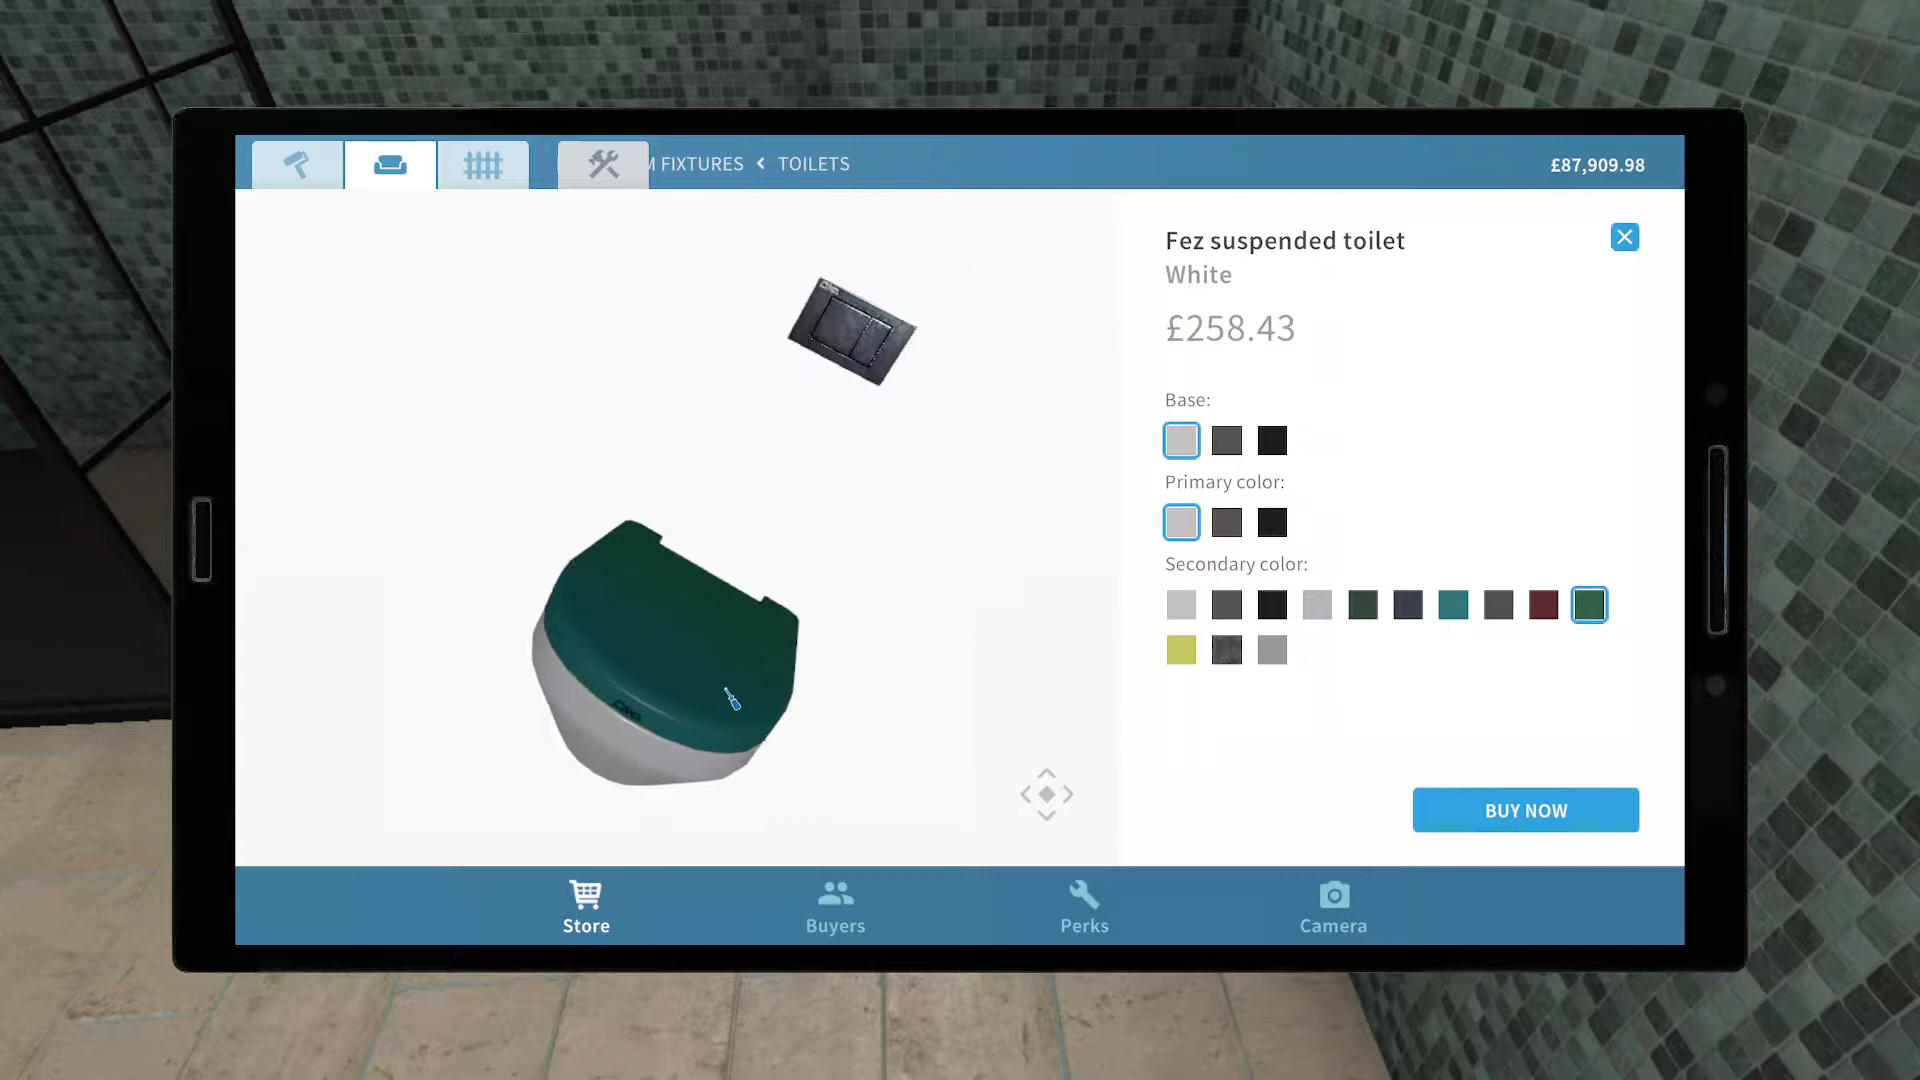 M FIXTURES < TOILETS
£87,909.98
Fez suspended toilet
White
£258.43
Base:
Primary color:
Secondary color:
BUY NOW
Store
Buyers
Perks
Camera